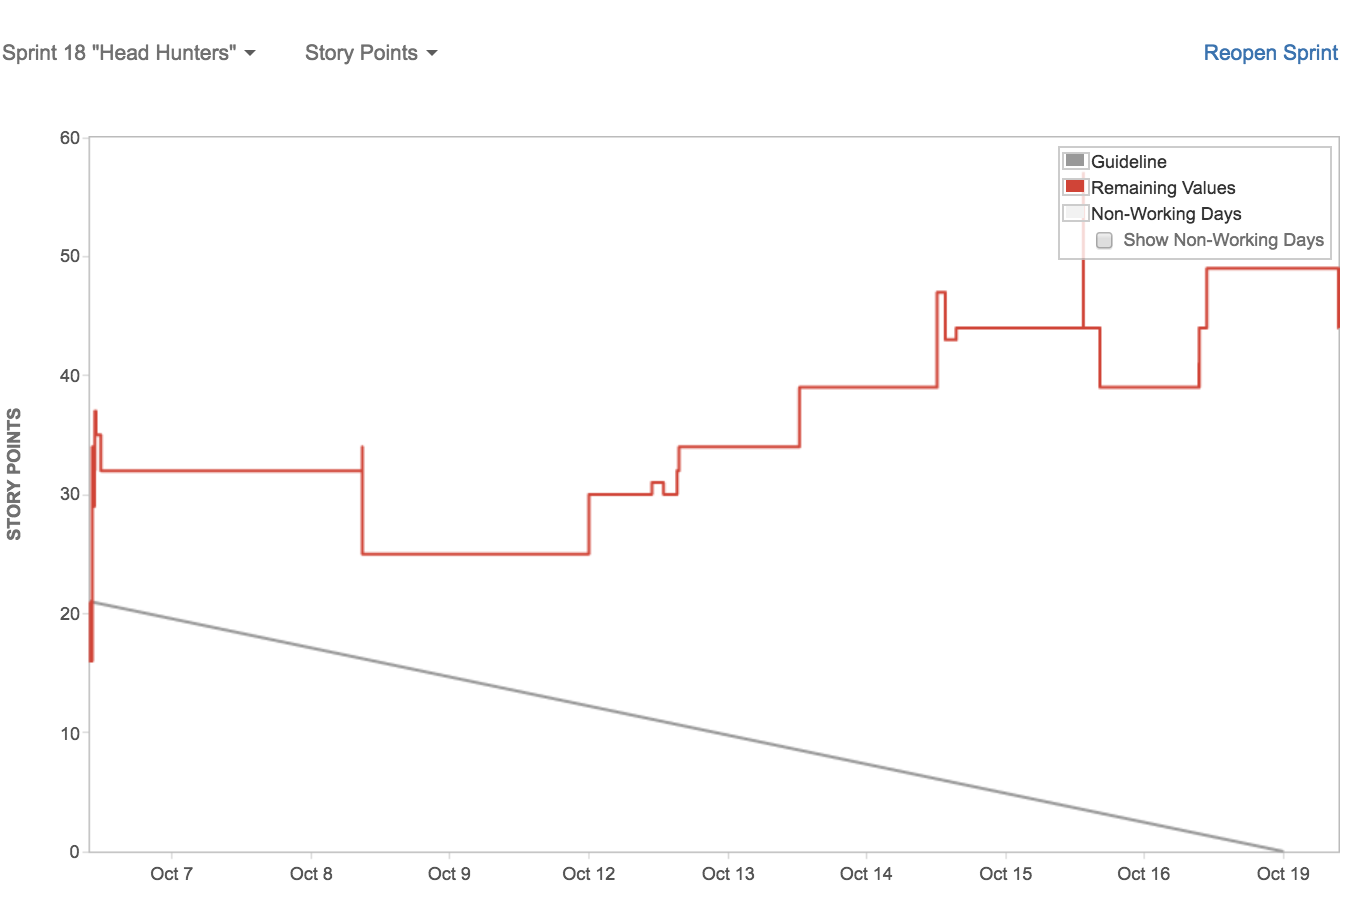 Sprint 18 "Head Hunters"
Story Points
Reopen Sprint
60
50
40
30
20
10
0
STORY POINTS
Guideline
Remaining Values
Non-Working Days
Show Non-Working Days
Oct 7
Oct 8
Oct 9
Oct 12
Oct 13
Oct 14
Oct 15
Oct 16
Oct 19